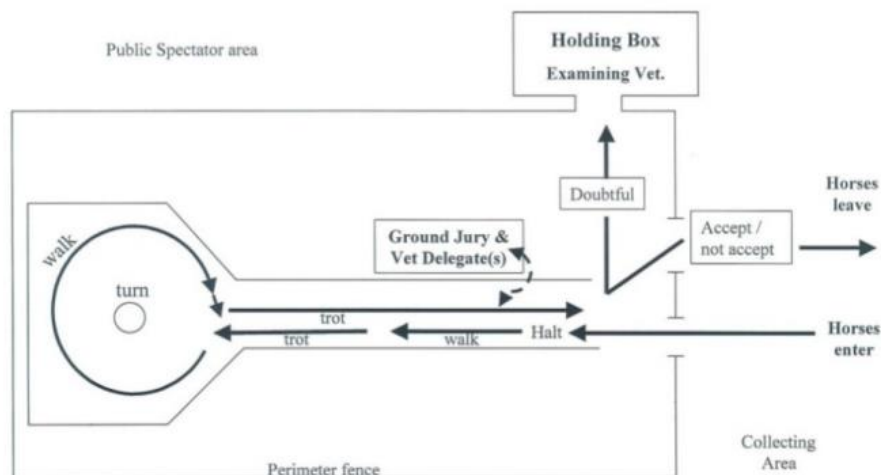 Holding Box
Examining Vet.
Public Spectator area
Doubtful
Horses
leave
Accept /
not accept
walk
Ground Jury &
Vet Delegate(s)
turn
trot
trot
walk
Halt
Horses
enter
Collecting
Area
Perimeter fence